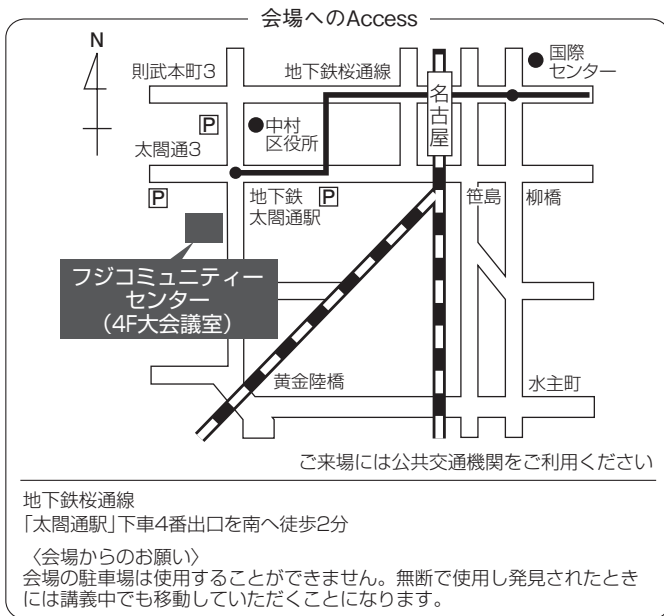 会場へのAccess
N
則武本町3
地下鉄桜通線
名古屋
国際
センター
P
中村
区役所
太閤通3
P
地下鉄
太閤通駅
P
笹島
柳橋
フジコミュニティー
センター
(4F大会議室)
黄金陸橋
水主町
ご来場には公共交通機関をご利用ください
地下鉄桜通線
「太閤通駅」下車4番出口を南へ徒歩2分
〈会場からのお願い〉
会場の駐車場は使用することができません。無断で使用し発見されたとき
には講義中でも移動していただくことになります。